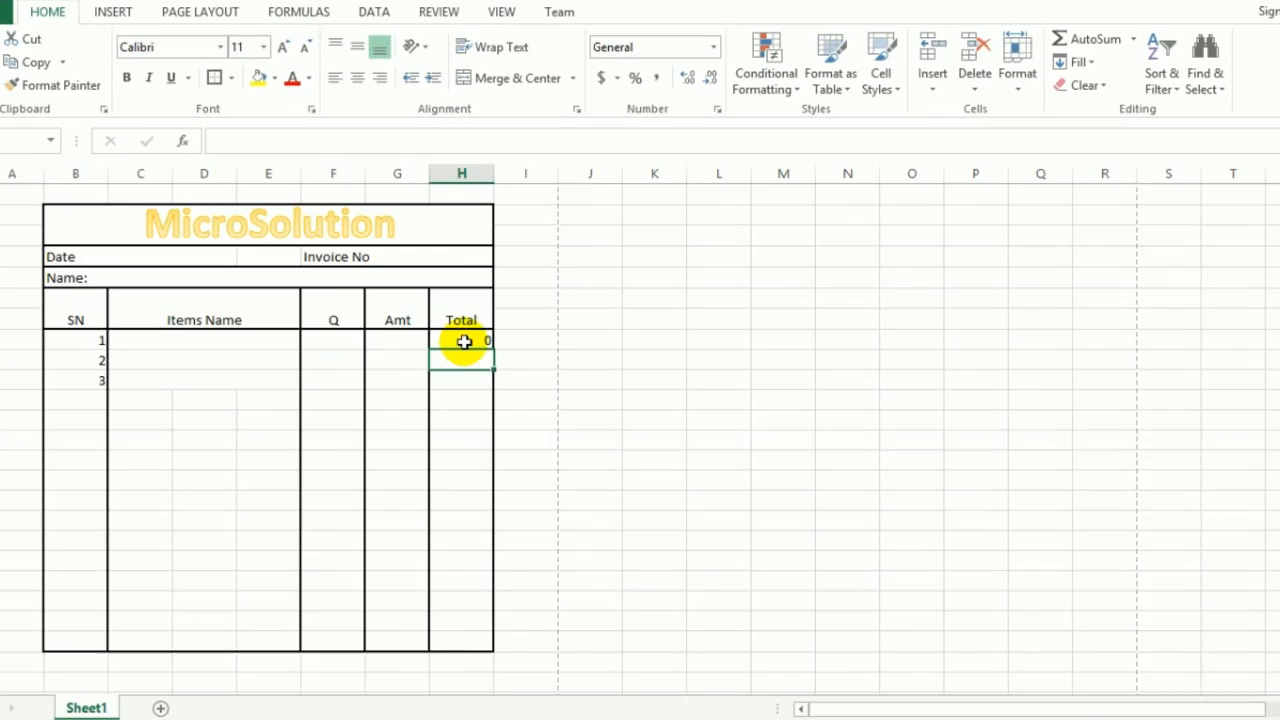 HOME INSERT PAGE LAYOUT FORMULAS DATA REVIEW VIEW Team Sign
Cut
Copy
Format Painter
Clipboard
Calibri 11
B I U A
Font
Wrap Text
Merge & Center
Alignment
General
$ % ,
Number
Conditional Formatting
Format as Table
Cell Styles
Styles
Insert
Delete
Format
Cells
AutoSum
Fill
Clear
Sort & Filter
Find & Select
Editing
fx
A B C D E F G H I J K L M N O P Q R S T
MicroSolution
Date Invoice No
Name:
SN Items Name Q Amt Total
1 0
2
3
Sheet1